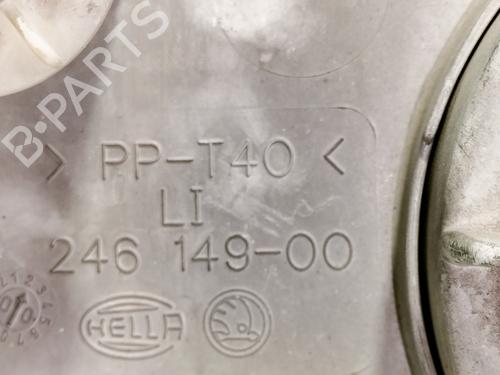 B-PARTS
> PP-T40 <
LI
246 149-00
HELLA